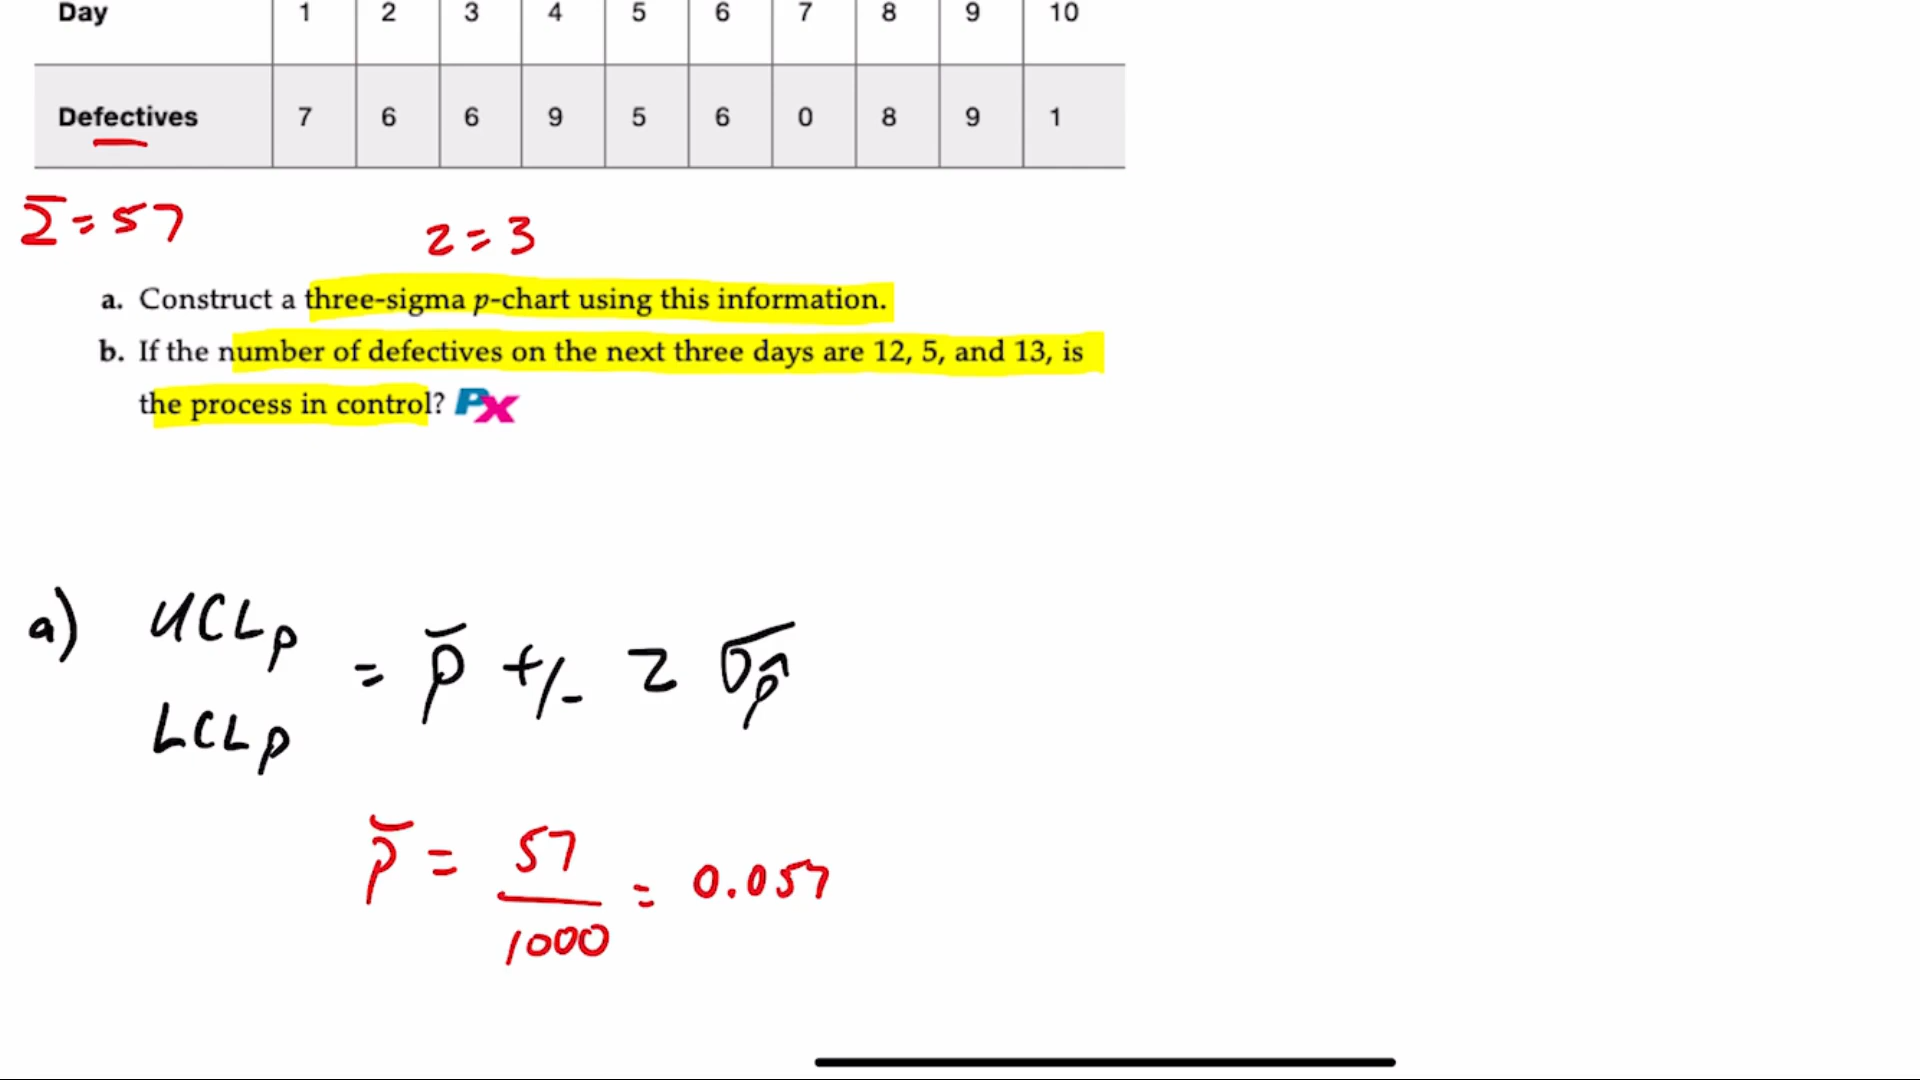 Day 1 2 3 4 5 6 7 8 9 10
Defectives 7 6 6 9 5 6 0 8 9 1
Σ = 57 z = 3
a. Construct a three-sigma p-chart using this information.
b. If the number of defectives on the next three days are 12, 5, and 13, is
the process in control? PX
a) UCLp
= p̄ +/- z σp̂
LCLp
p̄ = 57/1000 = 0.057